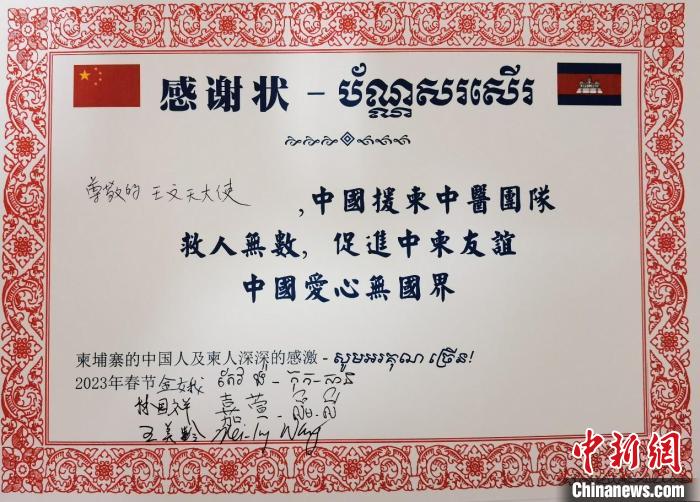 感谢状 – ប័ណ្ណសរសើរ
尊敬的 王文天大使
,中國援柬中醫團隊
救人無數，促進中柬友誼
中國愛心無國界
柬埔寨的中国人及柬人深深的感激 - សូមអរគុណ ច្រើន!
2023年春节
林国祥
王美玲 Mei-ly Wang
中新网
Chinanews.com